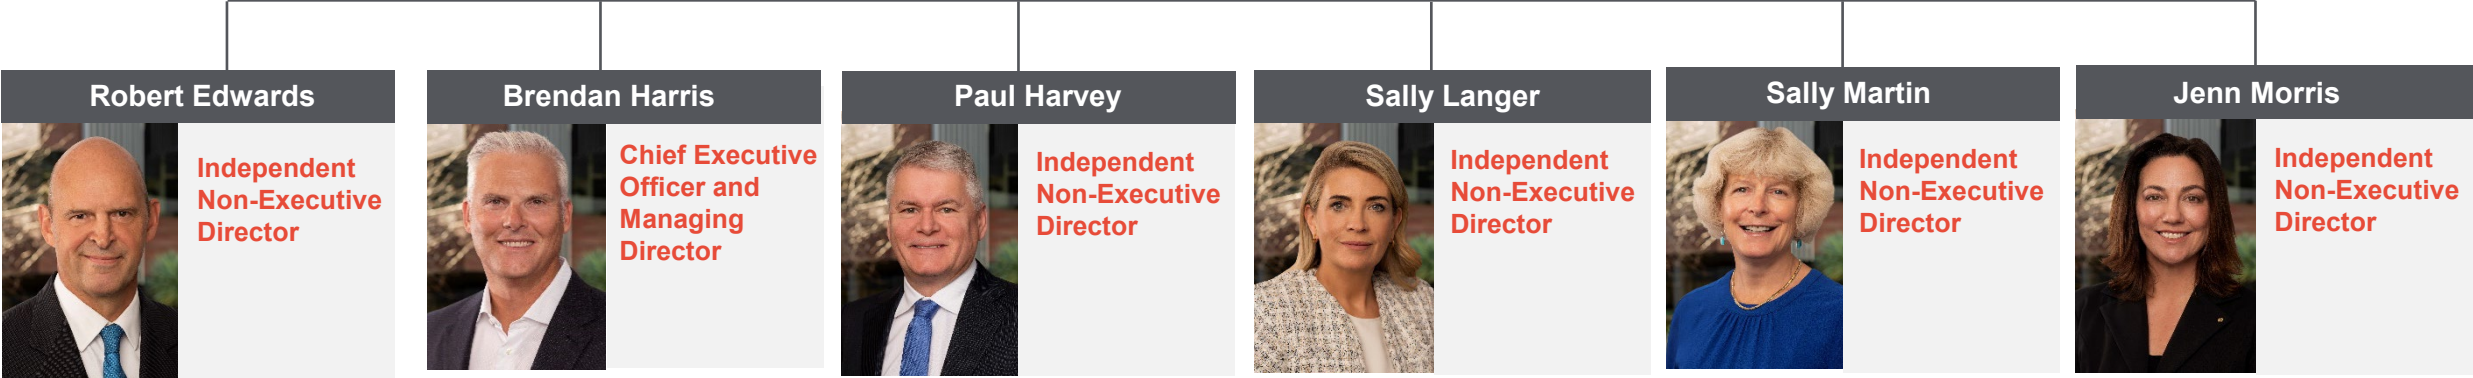 Robert Edwards
Independent
Non-Executive
Director
Brendan Harris
Chief Executive
Officer and
Managing
Director
Paul Harvey
Independent
Non-Executive
Director
Sally Langer
Independent
Non-Executive
Director
Sally Martin
Independent
Non-Executive
Director
Jenn Morris
Independent
Non-Executive
Director